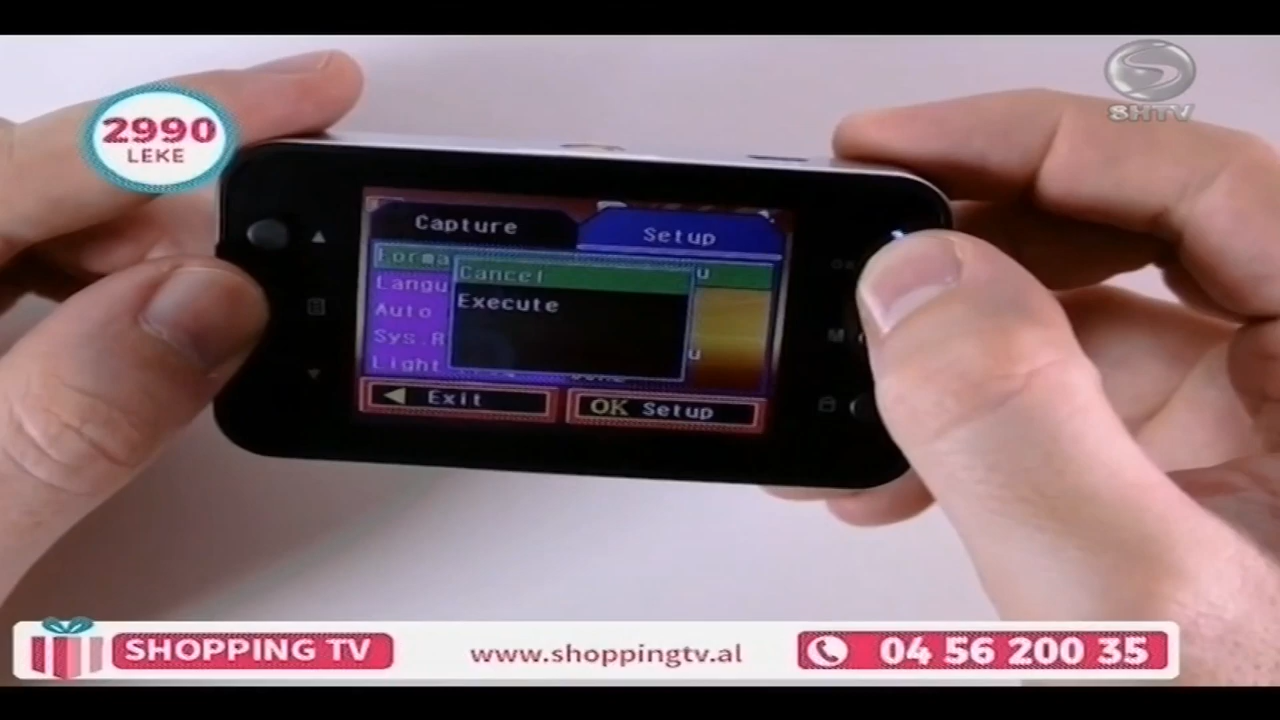 2990
LEKE
SHTV
Capture
Setup
Forma
Cancel
u
Langu
Execute
Auto
Sys.R
u
Light
Exit
OK Setup
M
SHOPPING TV
www.shoppingtv.al
04 56 200 35